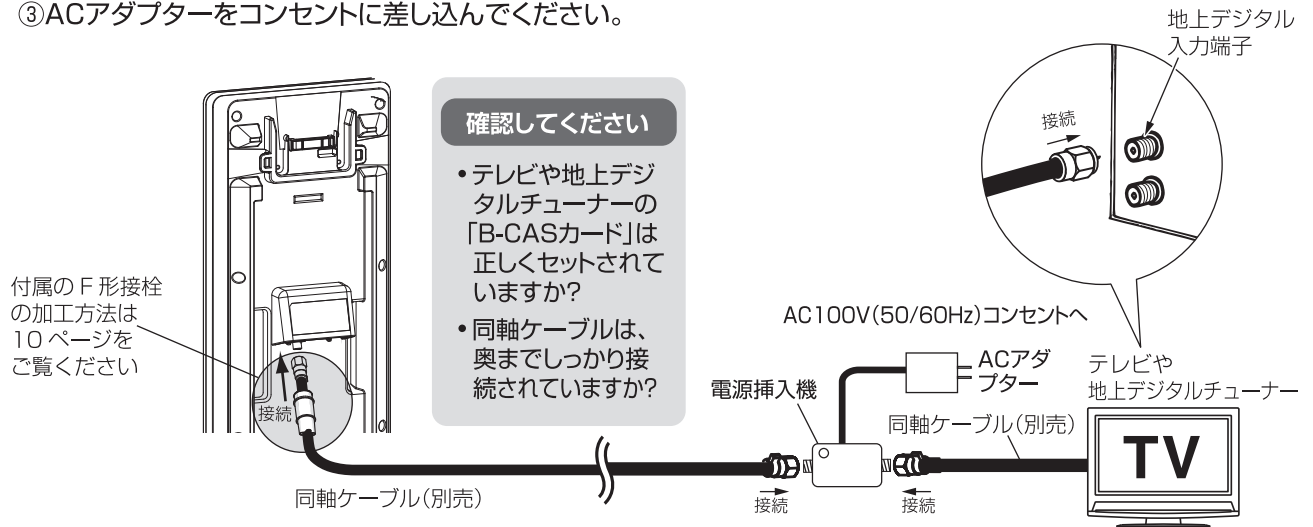 ③ACアダプターをコンセントに差し込んでください。
地上デジタル
入力端子
接続
確認してください
•テレビや地上デジ
タルチューナーの
「B-CASカード」は
正しくセットされて
いますか?
•同軸ケーブルは、
奥までしっかり接
続されていますか?
付属のF形接栓
の加工方法は
10ページを
ご覧ください
接続
AC100V(50/60Hz)コンセントへ
ACアダ
プター
電源挿入機
テレビや
地上デジタルチューナー
同軸ケーブル(別売)
TV
同軸ケーブル(別売)
接続
接続